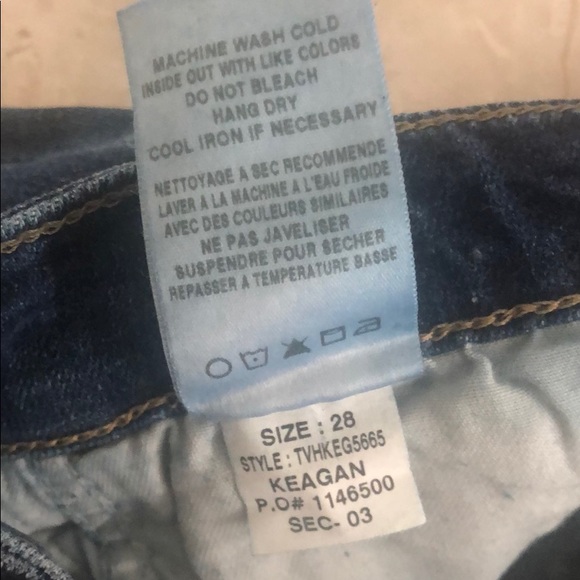 MACHINE WASH COLD
INSIDE OUT WITH LIKE COLORS
DO NOT BLEACH
HANG DRY
COOL IRON IF NECESSARY
NETTOYAGE A SEC RECOMMENDE
LAVER A LA MACHINE A L'EAU FROIDE
AVEC DES COULEURS SIMILAIRES
NE PAS JAVELISER
SUSPENDRE POUR SECHER
REPASSER A TEMPERATURE BASSE
SIZE : 28
STYLE : TVHKEG5665
KEAGAN
P.O# 1146500
SEC- 03